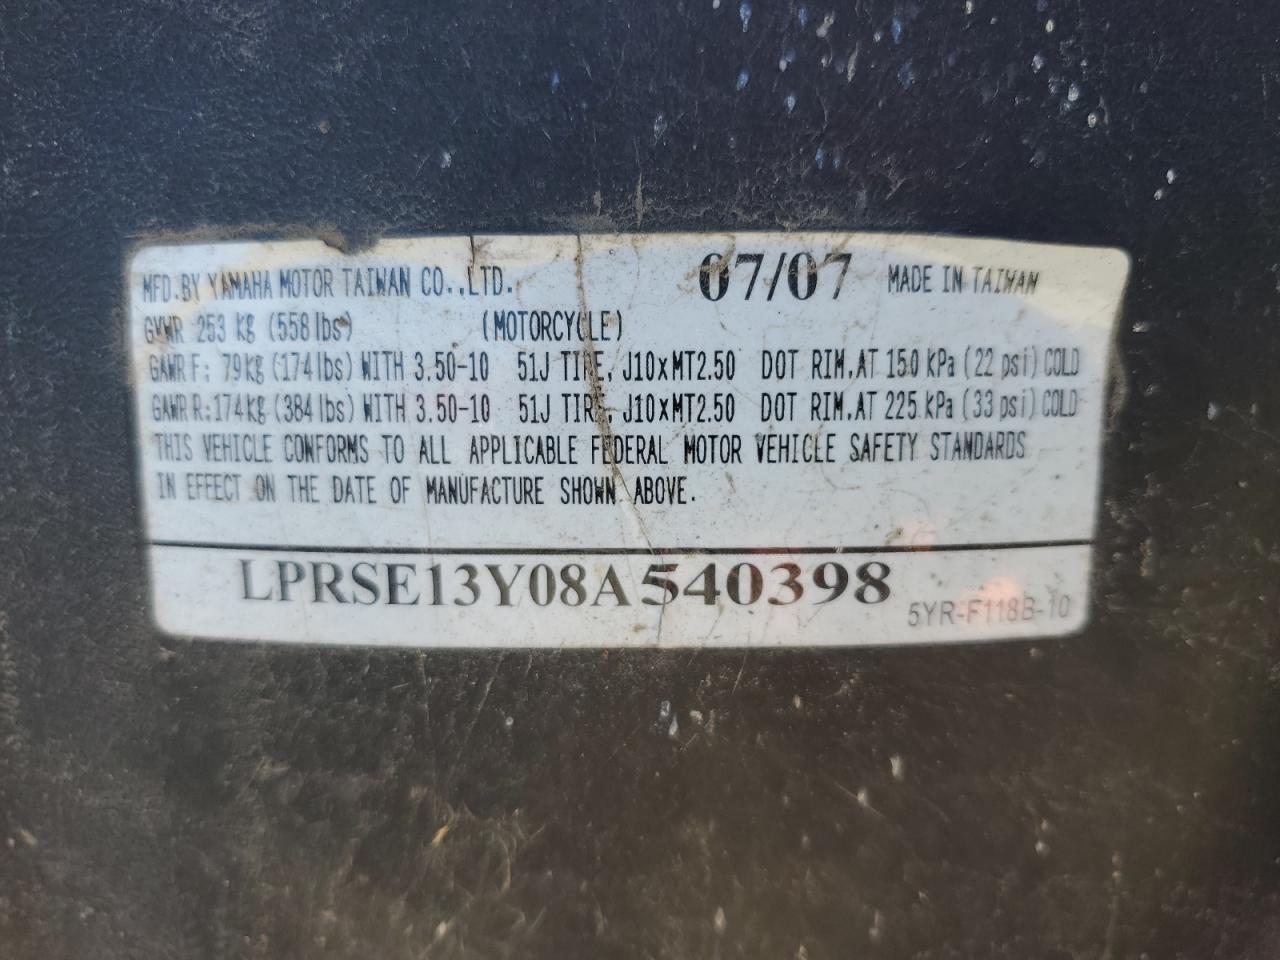 MFD.BY YAMAHA MOTOR TAIWAN CO.,LTD. 07/07 MADE IN TAIWAN
GVWR 253 kg (558 lbs) (MOTORCYCLE)
GAWR F: 79kg (174lbs) WITH 3.50-10 51J TIRE, J10xMT2.50 DOT RIM,AT 150 kPa (22 psi) COLD
GAWR R:174kg (384 lbs) WITH 3.50-10 51J TIRE, J10xMT2.50 DOT RIM,AT 225 kPa (33 psi) COLD
THIS VEHICLE CONFORMS TO ALL APPLICABLE FEDERAL MOTOR VEHICLE SAFETY STANDARDS
IN EFFECT ON THE DATE OF MANUFACTURE SHOWN ABOVE.
LPRSE13Y08A540398
5YR-F118B-10